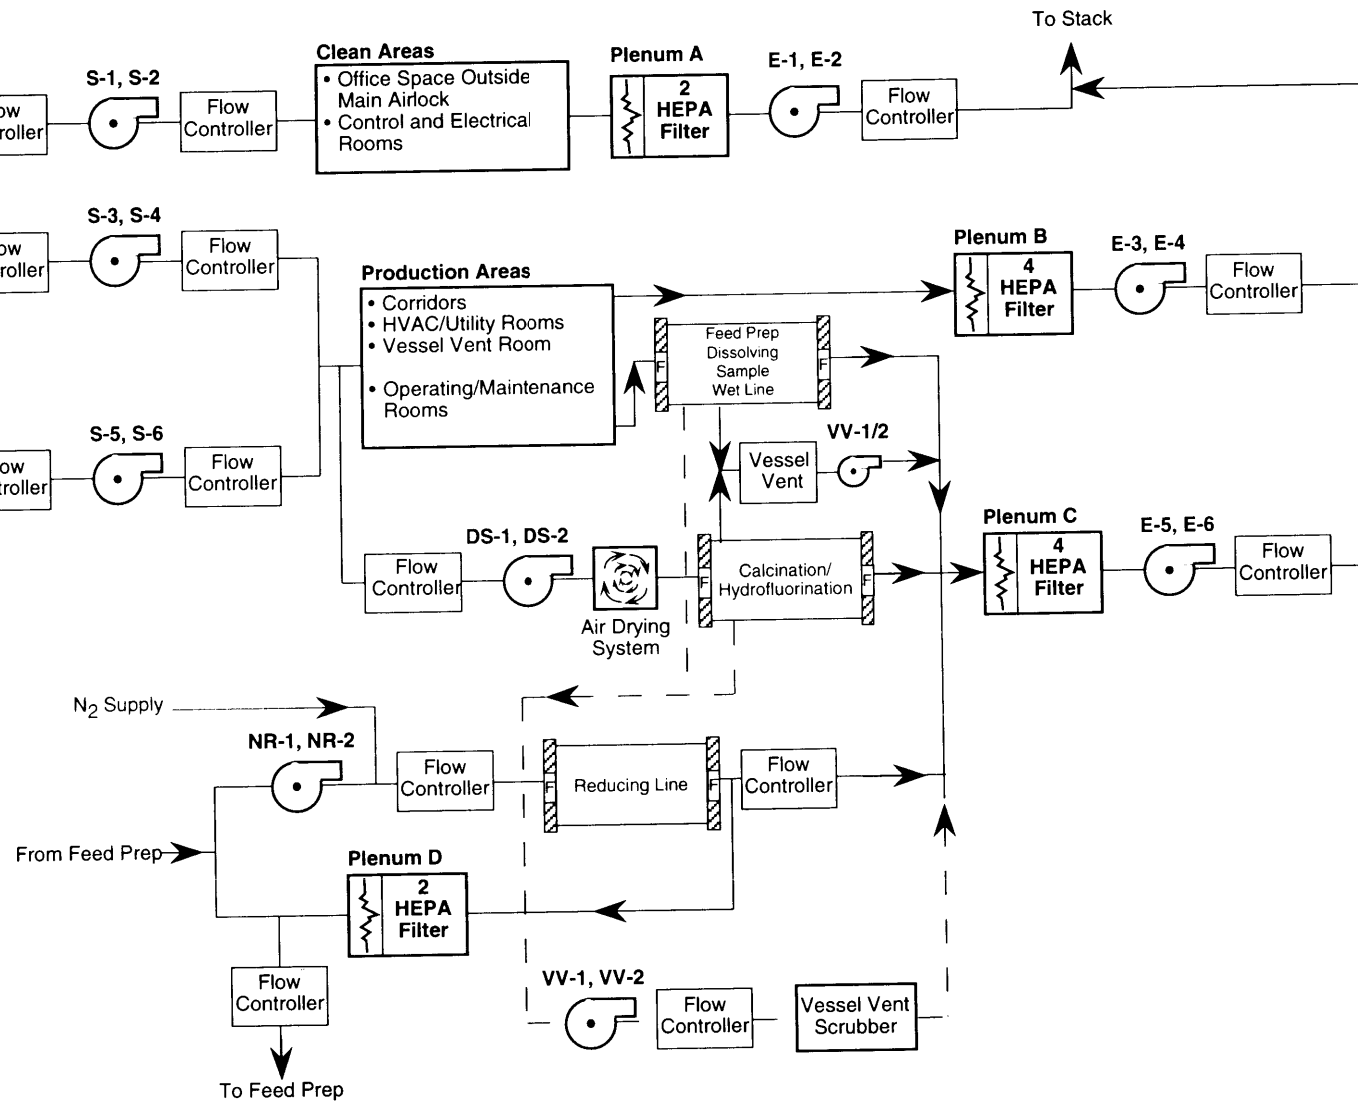 To Stack
Clean Areas
• Office Space Outside
Main Airlock
• Control and Electrical
Rooms
Plenum A
2
HEPA
Filter
E-1, E-2
Flow
Controller
S-1, S-2
Flow
Controller
ow
roller
S-3, S-4
Flow
Controller
ow
roller
Plenum B
4
HEPA
Filter
E-3, E-4
Flow
Controller
Production Areas
• Corridors
• HVAC/Utility Rooms
• Vessel Vent Room
• Operating/Maintenance
Rooms
F
Feed Prep
Dissolving
Sample
Wet Line
F
S-5, S-6
Flow
Controller
ow
troller
VV-1/2
Vessel
Vent
Plenum C
4
HEPA
Filter
E-5, E-6
Flow
Controller
DS-1, DS-2
Flow
Controller
Air Drying
System
F
Calcination/
Hydrofluorination
F
N2 Supply
NR-1, NR-2
Flow
Controller
F
Reducing Line
F
Flow
Controller
From Feed Prep
Plenum D
2
HEPA
Filter
Flow
Controller
To Feed Prep
VV-1, VV-2
Flow
Controller
Vessel Vent
Scrubber